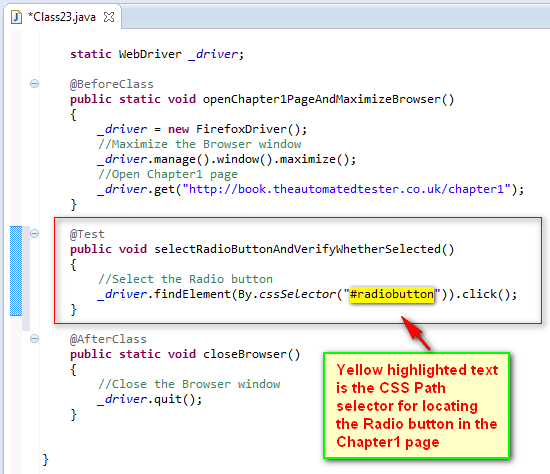 *Class23.java
static WebDriver _driver;
@BeforeClass
public static void openChapter1PageAndMaximizeBrowser()
{
_driver = new FirefoxDriver();
//Maximize the Browser window
_driver.manage().window().maximize();
//Open Chapter1 page
_driver.get("http://book.theautomatedtester.co.uk/chapter1");
}
@Test
public void selectRadioButtonAndVerifyWhetherSelected()
{
//Select the Radio button
_driver.findElement(By.cssSelector("#radiobutton")).click();
}
@AfterClass
public static void closeBrowser()
{
//Close the Browser window
_driver.quit();
}
}
Yellow highlighted text
is the CSS Path
selector for locating
the Radio button in the
Chapter1 page